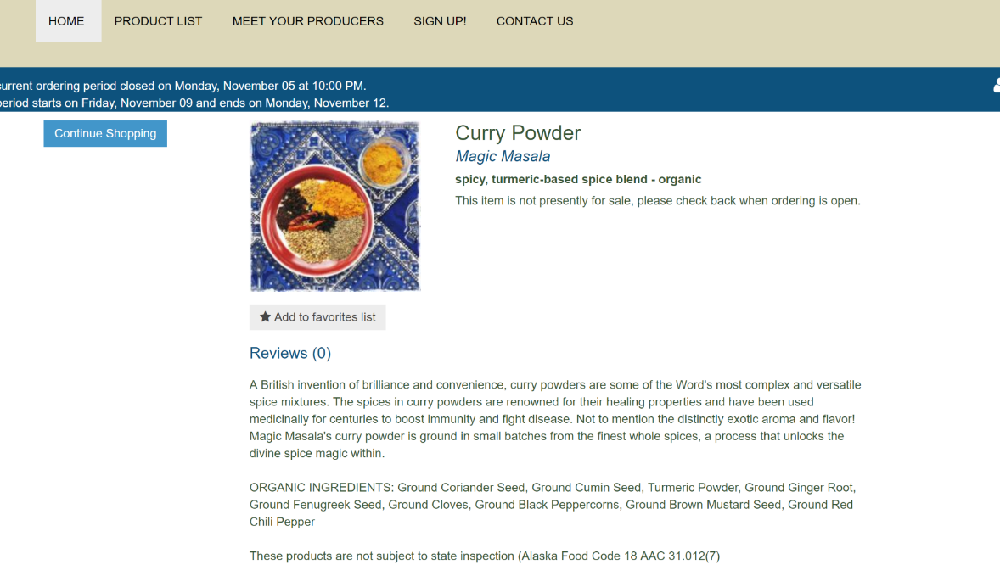 HOME PRODUCT LIST MEET YOUR PRODUCERS SIGN UP! CONTACT US
current ordering period closed on Monday, November 05 at 10:00 PM.
period starts on Friday, November 09 and ends on Monday, November 12.
Continue Shopping
Curry Powder
Magic Masala
spicy, turmeric-based spice blend - organic
This item is not presently for sale, please check back when ordering is open.
Add to favorites list
Reviews (0)
A British invention of brilliance and convenience, curry powders are some of the Word's most complex and versatile
spice mixtures. The spices in curry powders are renowned for their healing properties and have been used
medicinally for centuries to boost immunity and fight disease. Not to mention the distinctly exotic aroma and flavor!
Magic Masala's curry powder is ground in small batches from the finest whole spices, a process that unlocks the
divine spice magic within.
ORGANIC INGREDIENTS: Ground Coriander Seed, Ground Cumin Seed, Turmeric Powder, Ground Ginger Root,
Ground Fenugreek Seed, Ground Cloves, Ground Black Peppercorns, Ground Brown Mustard Seed, Ground Red
Chili Pepper
These products are not subject to state inspection (Alaska Food Code 18 AAC 31.012(7)